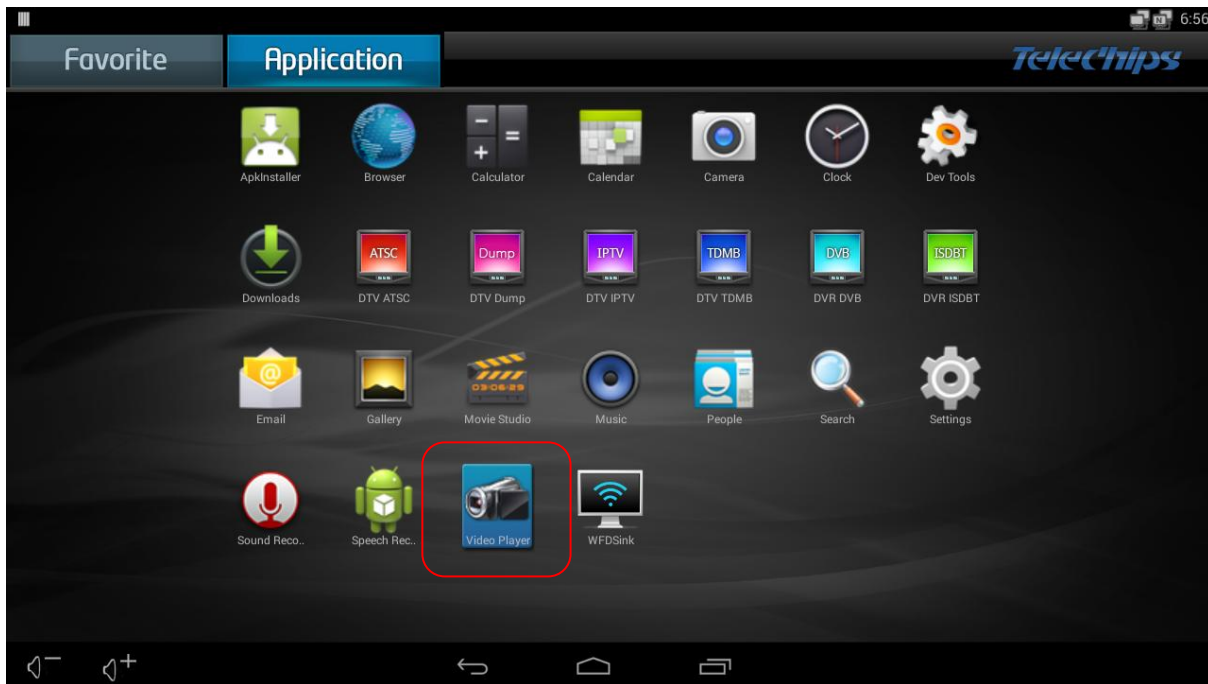 6:56
Favorite Application Telechips
ApkInstaller Browser Calculator Calendar Camera Clock Dev Tools
ATSC Dump IPTV TDMB DVB ISDBT
Downloads DTV ATSC DTV Dump DTV IPTV DTV TDMB DVR DVB DVR ISDBT
@ 03-06-29
Email Gallery Movie Studio Music People Search Settings
Sound Reco.. Speech Rec.. Video Player WFDSink